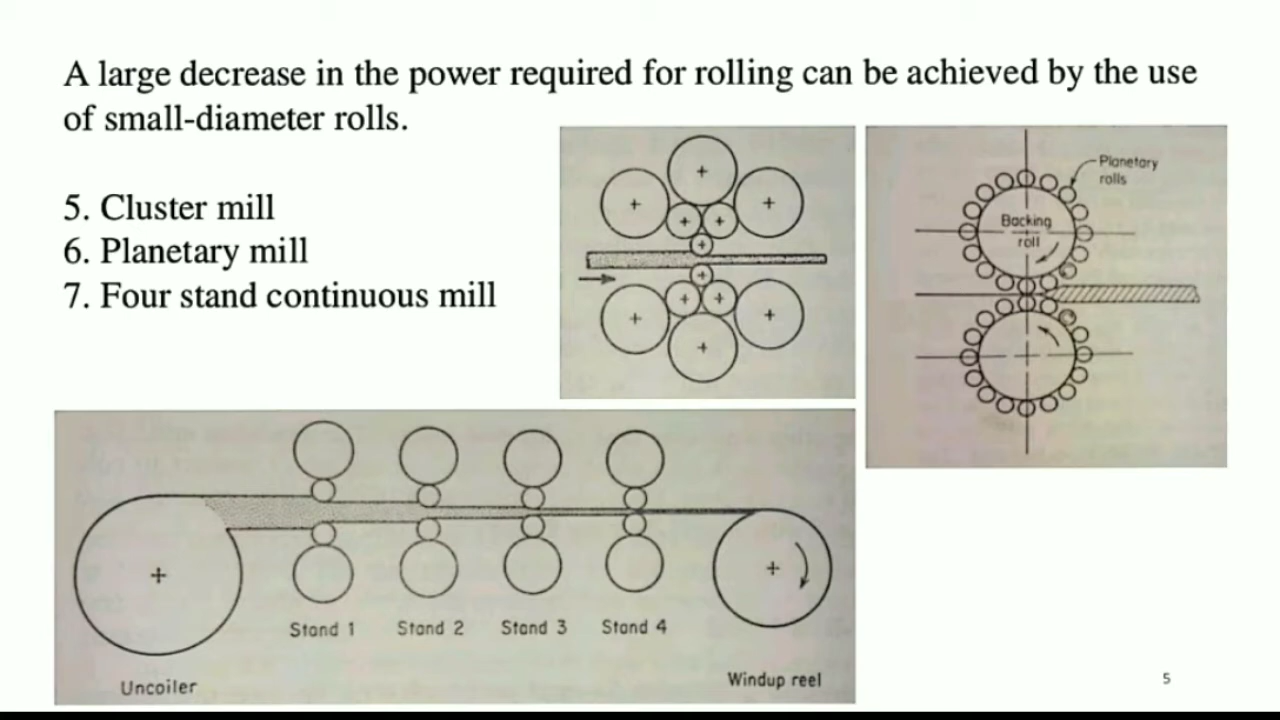 A large decrease in the power required for rolling can be achieved by the use
of small-diameter rolls.
5. Cluster mill
6. Planetary mill
7. Four stand continuous mill
Planetary
rolls
Backing
roll
Stand 1 Stand 2 Stand 3 Stand 4
Uncoiler
Windup reel
5